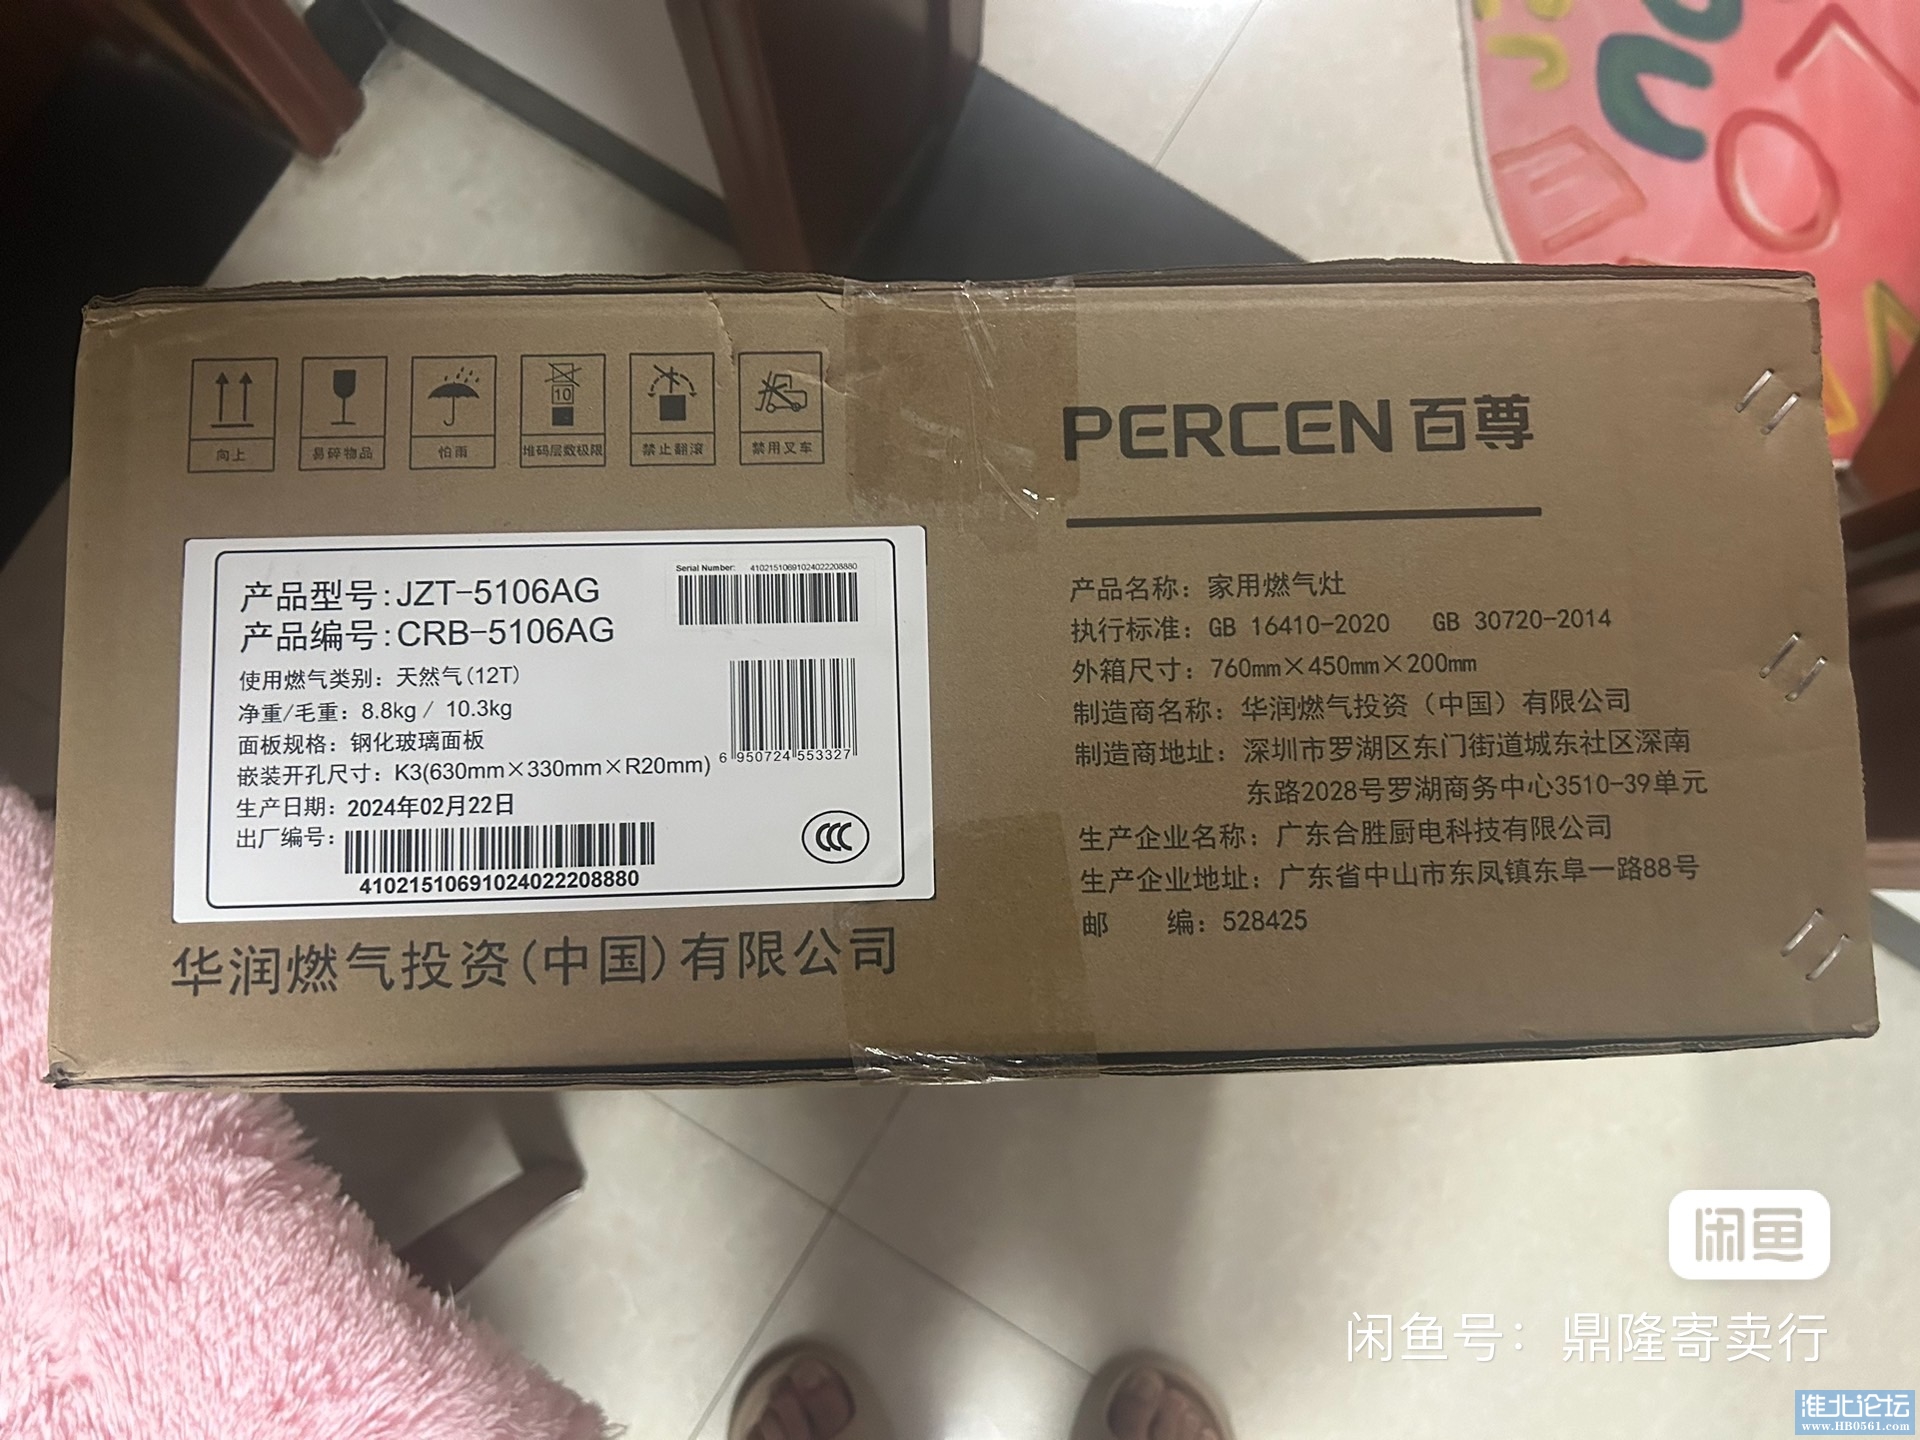 向上
易碎物品
怕雨
10
堆码层数极限
禁止翻滚
禁用叉车
PERCEN 百尊
产品型号:JZT-5106AG
产品编号:CRB-5106AG
Serial Number: 41021510691024022208880
使用燃气类别：天然气(12T)
净重/毛重：8.8kg / 10.3kg
面板规格：钢化玻璃面板
嵌装开孔尺寸：K3(630mm×330mm×R20mm)
6 950724 553327
生产日期：2024年02月22日
出厂编号：
41021510691024022208880
CCC
华润燃气投资(中国)有限公司
产品名称：家用燃气灶
执行标准：GB 16410-2020 GB 30720-2014
外箱尺寸：760mm×450mm×200mm
制造商名称：华润燃气投资（中国）有限公司
制造商地址：深圳市罗湖区东门街道城东社区深南
东路2028号罗湖商务中心3510-39单元
生产企业名称：广东合胜厨电科技有限公司
生产企业地址：广东省中山市东凤镇东阜一路88号
邮 编：528425
闲鱼
闲鱼号：鼎隆寄卖行
淮北论坛
www.HB0561.com